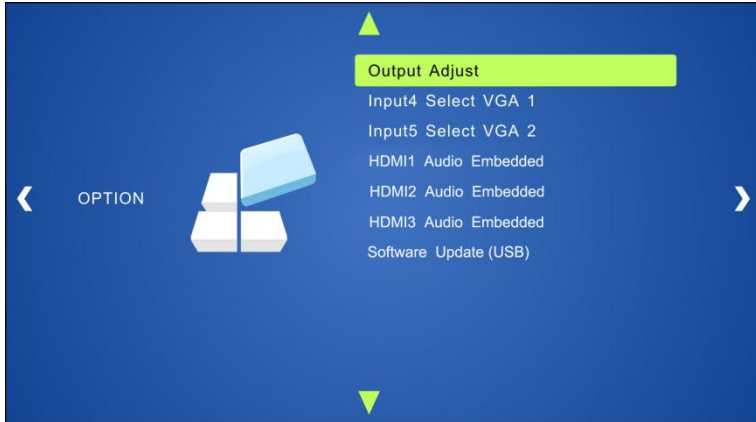 OPTION
Output Adjust
Input4 Select VGA 1
Input5 Select VGA 2
HDMI1 Audio Embedded
HDMI2 Audio Embedded
HDMI3 Audio Embedded
Software Update (USB)